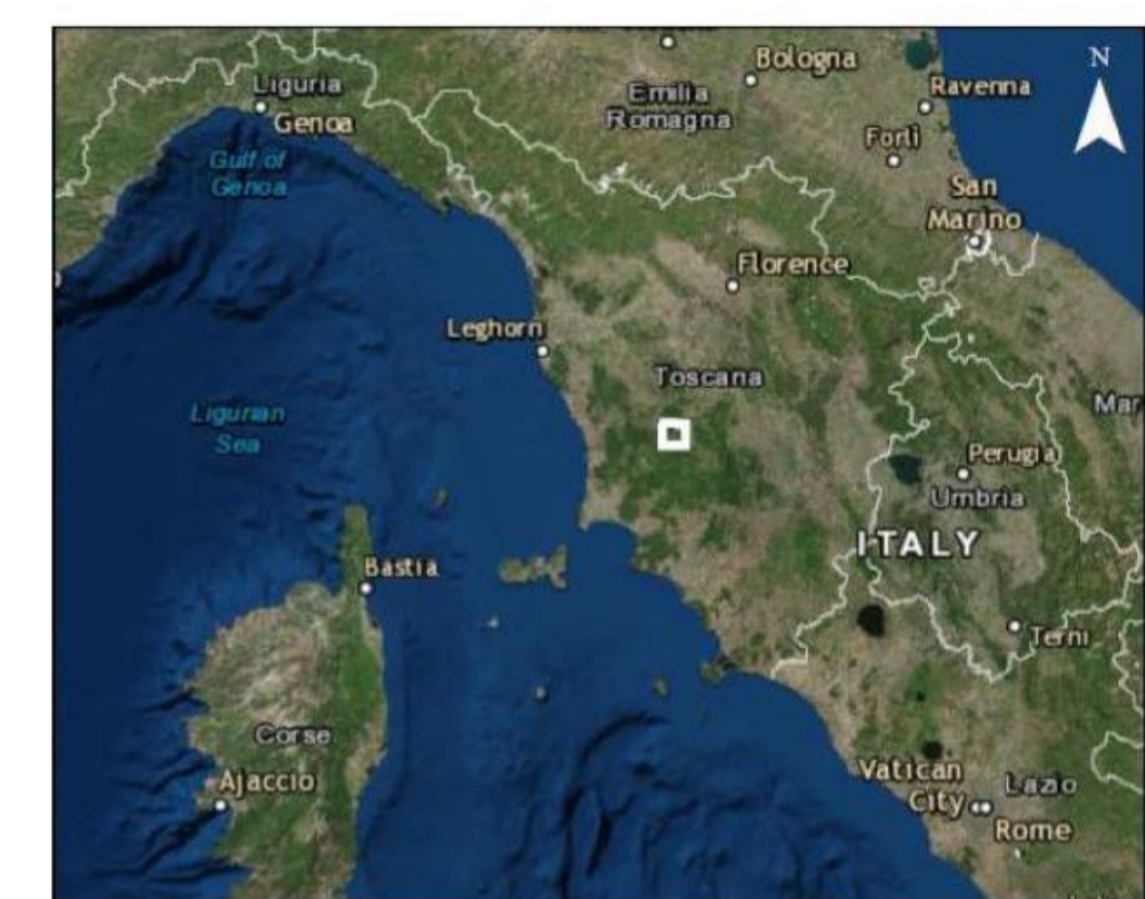 Bologna
N
Liguria
Emilia
Romagna
Ravenna
Genoa
Forlì
Gulf of
Genoa
San
Marino
Florence
Leghorn
Toscana
Mar
Ligurian
Sea
Perugia
Umbria
ITALY
Bastia
Terni
Corse
Ajaccio
Vatican
City
Lazio
Rome